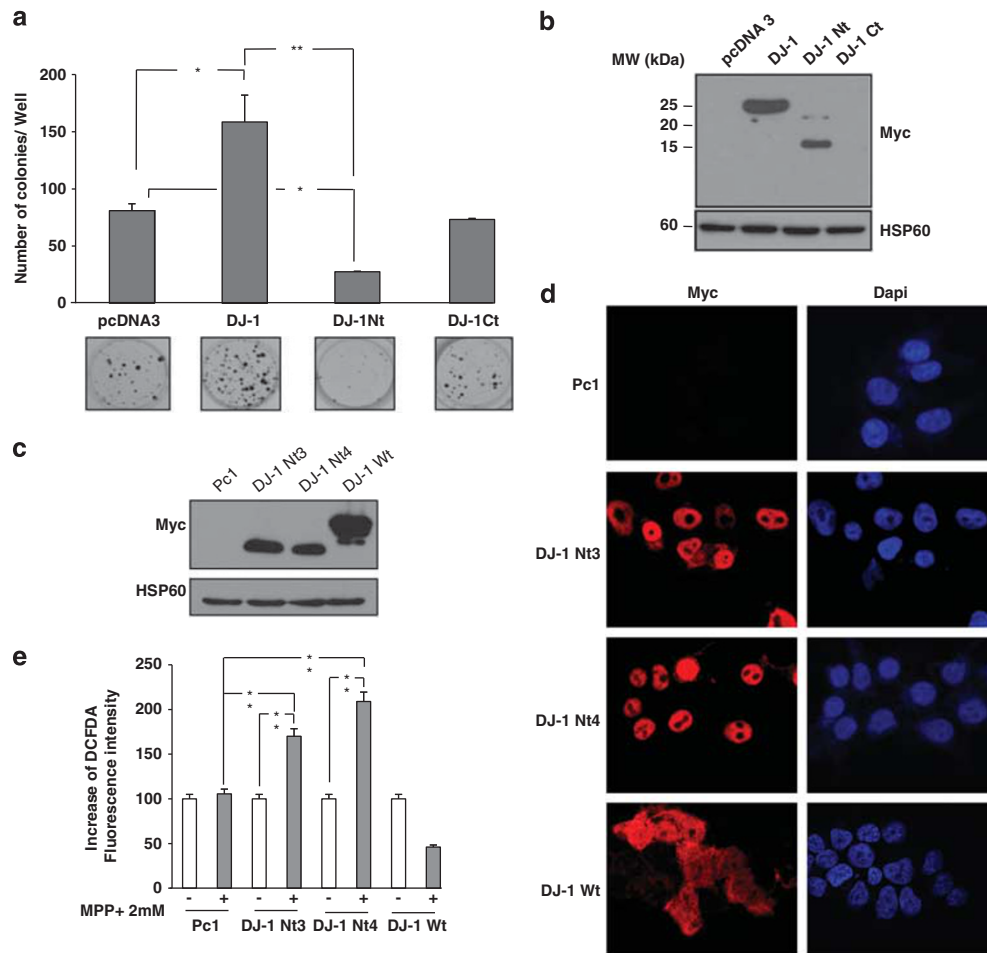 a
*
**
*
200
150
100
50
0
Number of colonies/ Well
pcDNA3 DJ-1 DJ-1Nt DJ-1Ct
b
MW (kDa)
pcDNA 3 DJ-1 DJ-1 Nt DJ-1 Ct
25
20
15
Myc
60
HSP60
c
Pc1 DJ-1 Nt3 DJ-1 Nt4 DJ-1 Wt
Myc
HSP60
d
Myc Dapi
Pc1
DJ-1 Nt3
DJ-1 Nt4
DJ-1 Wt
e
250
200
150
100
50
0
Increase of DCFDA
Fluorescence intensity
* *
* *
* *
* *
MPP+ 2mM - + - + - + - +
Pc1 DJ-1 Nt3 DJ-1 Nt4 DJ-1 Wt